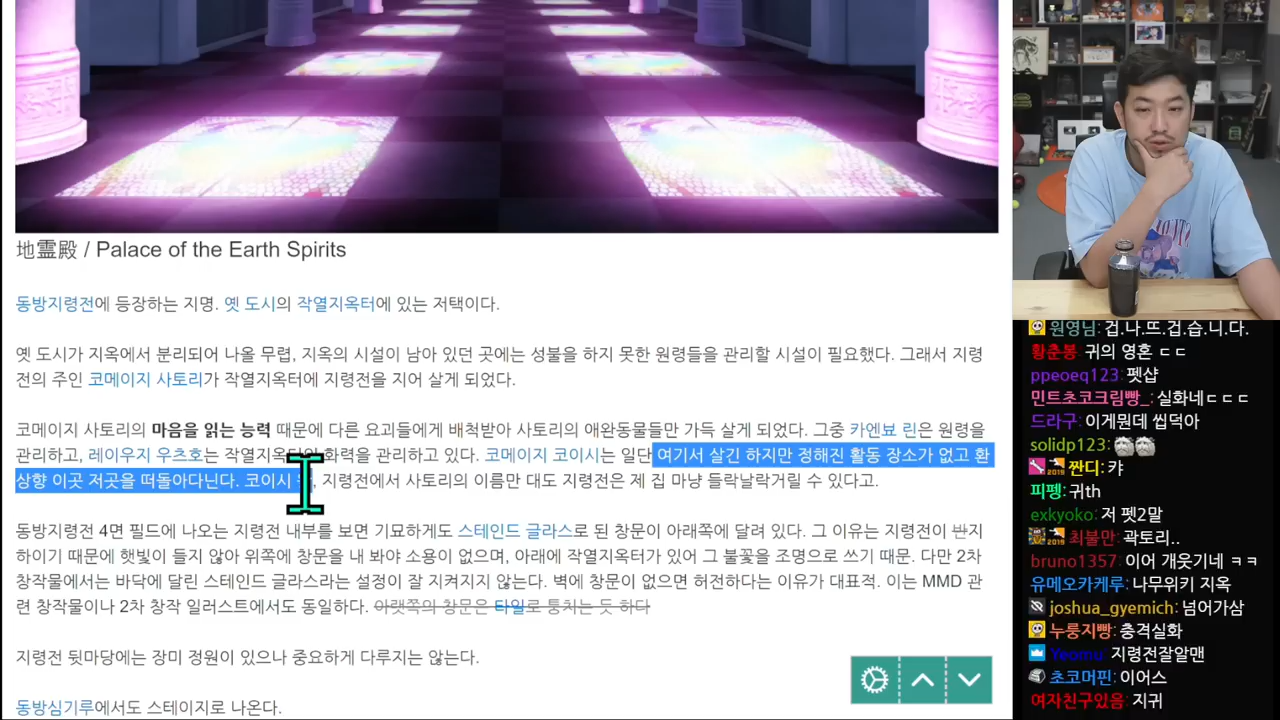 地霊殿 / Palace of the Earth Spirits
동방지령전에 등장하는 지명. 옛 도시의 작열지옥터에 있는 저택이다.
옛 도시가 지옥에서 분리되어 나올 무렵, 지옥의 시설이 남아 있던 곳에는 성불을 하지 못한 원령들을 관리할 시설이 필요했다. 그래서 지령
전의 주인 코메이지 사토리가 작열지옥터에 지령전을 지어 살게 되었다.
코메이지 사토리의 마음을 읽는 능력 때문에 다른 요괴들에게 배척받아 사토리의 애완동물들만 가득 살게 되었다. 그중 카엔뵤 린은 원령을
관리하고, 레이우지 우츠호는 작열지옥터의 화력을 관리하고 있다. 코메이지 코이시는 일단 여기서 살긴 하지만 정해진 활동 장소가 없고 환
상향 이곳 저곳을 떠돌아다닌다. 코이시 , 지령전에서 사토리의 이름만 대도 지령전은 제 집 마냥 들락날락거릴 수 있다고.
동방지령전 4면 필드에 나오는 지령전 내부를 보면 기묘하게도 스테인드 글라스로 된 창문이 아래쪽에 달려 있다. 그 이유는 지령전이 반지
하이기 때문에 햇빛이 들지 않아 위쪽에 창문을 내 봐야 소용이 없으며, 아래에 작열지옥터가 있어 그 불꽃을 조명으로 쓰기 때문. 다만 2차
창작물에서는 바닥에 달린 스테인드 글라스라는 설정이 잘 지켜지지 않는다. 벽에 창문이 없으면 허전하다는 이유가 대표적. 이는 MMD 관
련 창작물이나 2차 창작 일러스트에서도 동일하다. 아랫쪽의 창문은 타일로 퉁치는 듯 하다
지령전 뒷마당에는 장미 정원이 있으나 중요하게 다루지는 않는다.
동방심기루에서도 스테이지로 나온다.
원영님: 겁.나.뜨.겁.습.니.다.
황춘봉: 귀의 영혼 ㄷㄷ
ppeoeq123: 펫샵
민트초코크림빵_: 실화네ㄷㄷㄷ
드라구: 이게뭔데 씹덕아
solidp123:
짠디: 캬
피펭: 귀th
exkyoko: 저 펫2말
최불만: 곽토리..
bruno1357: 이어 개웃기네 ㅋㅋ
유메오카케루: 나무위키 지옥
joshua_gyemich: 넘어가삼
누룽지빵: 충격실화
Yeomu: 지령전잘알맨
초코머핀: 이어스
여자친구있음: 지귀